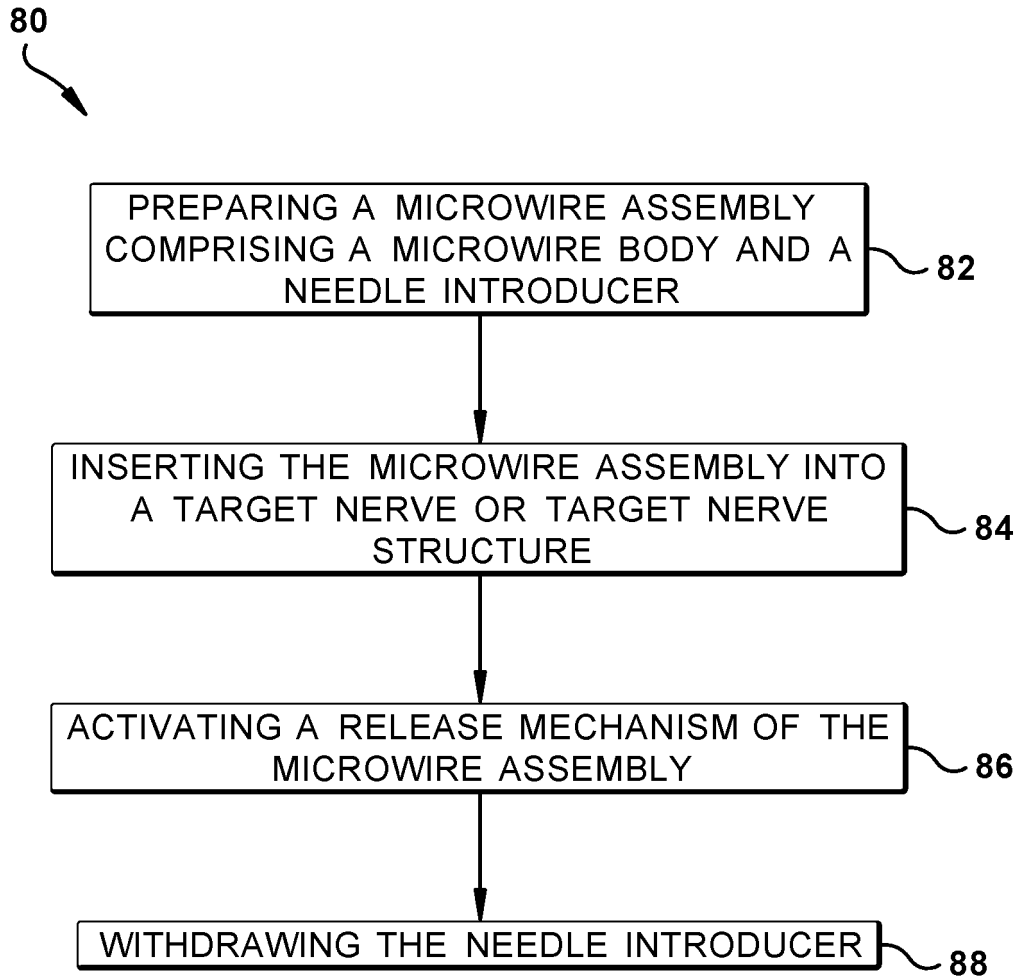 80
PREPARING A MICROWIRE ASSEMBLY
COMPRISING A MICROWIRE BODY AND A
NEEDLE INTRODUCER
82
INSERTING THE MICROWIRE ASSEMBLY INTO
A TARGET NERVE OR TARGET NERVE
STRUCTURE
84
ACTIVATING A RELEASE MECHANISM OF THE
MICROWIRE ASSEMBLY
86
WITHDRAWING THE NEEDLE INTRODUCER
88